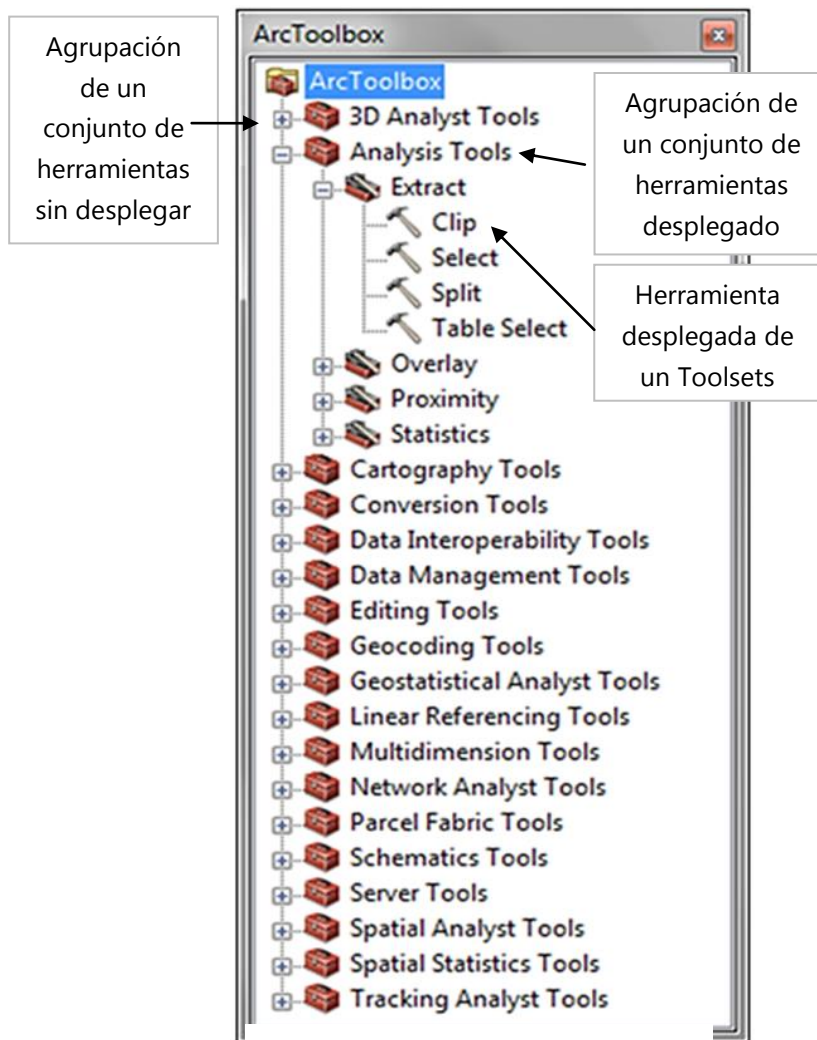 ArcToolbox
Agrupación
de un
conjunto de
herramientas
sin desplegar
ArcToolbox
3D Analyst Tools
Analysis Tools
Extract
Clip
Select
Split
Table Select
Overlay
Proximity
Statistics
Cartography Tools
Conversion Tools
Data Interoperability Tools
Data Management Tools
Editing Tools
Geocoding Tools
Geostatistical Analyst Tools
Linear Referencing Tools
Multidimension Tools
Network Analyst Tools
Parcel Fabric Tools
Schematics Tools
Server Tools
Spatial Analyst Tools
Spatial Statistics Tools
Tracking Analyst Tools
Agrupación de
un conjunto de
herramientas
desplegado
Herramienta
desplegada de
un Toolsets